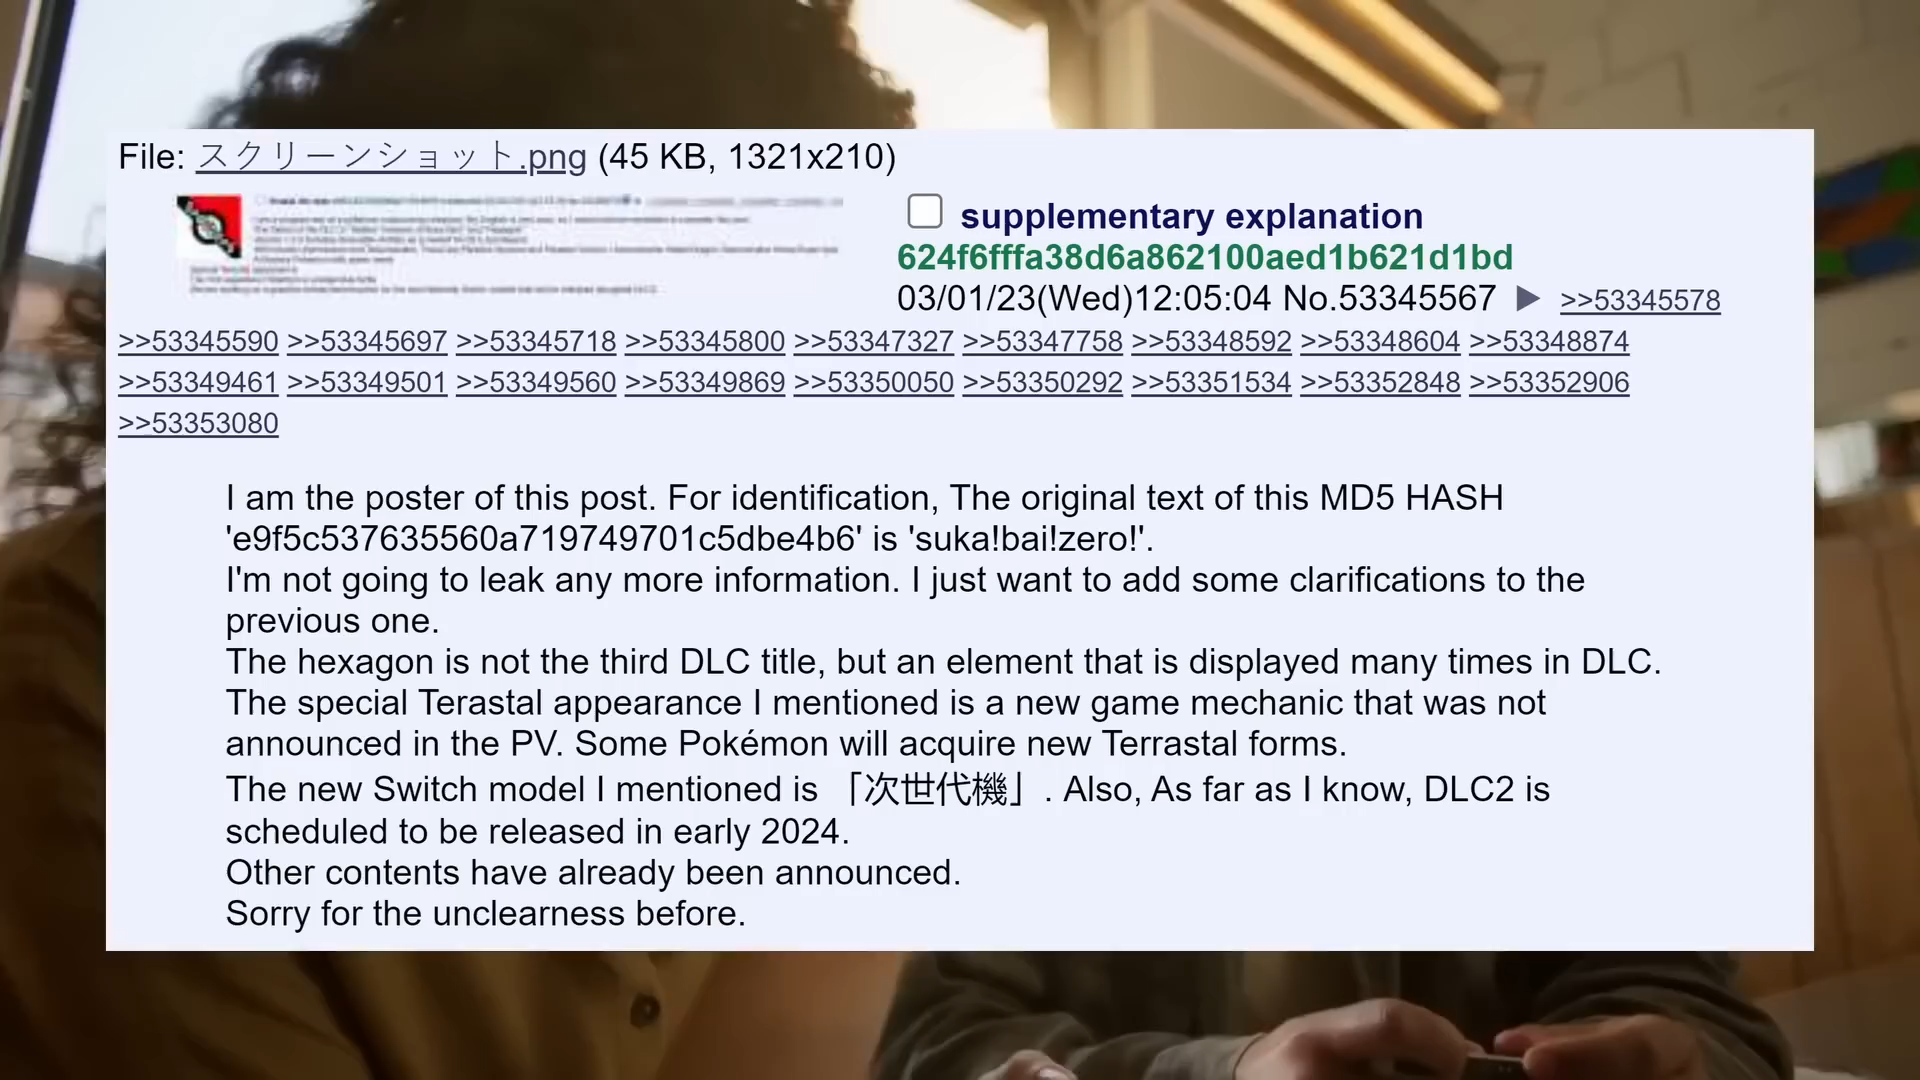 File: スクリーンショット.png (45 KB, 1321x210)
supplementary explanation
624f6fffa38d6a862100aed1b621d1bd
03/01/23(Wed)12:05:04 No.53345567 ▶ >>53345578
>>53345590 >>53345697 >>53345718 >>53345800 >>53347327 >>53347758 >>53348592 >>53348604 >>53348874
>>53349461 >>53349501 >>53349560 >>53349869 >>53350050 >>53350292 >>53351534 >>53352848 >>53352906
>>53353080
I am the poster of this post. For identification, The original text of this MD5 HASH
'e9f5c537635560a719749701c5dbe4b6' is 'suka!bai!zero!'.
I'm not going to leak any more information. I just want to add some clarifications to the
previous one.
The hexagon is not the third DLC title, but an element that is displayed many times in DLC.
The special Terastal appearance I mentioned is a new game mechanic that was not
announced in the PV. Some Pokémon will acquire new Terrastal forms.
The new Switch model I mentioned is 「次世代機」. Also, As far as I know, DLC2 is
scheduled to be released in early 2024.
Other contents have already been announced.
Sorry for the unclearness before.